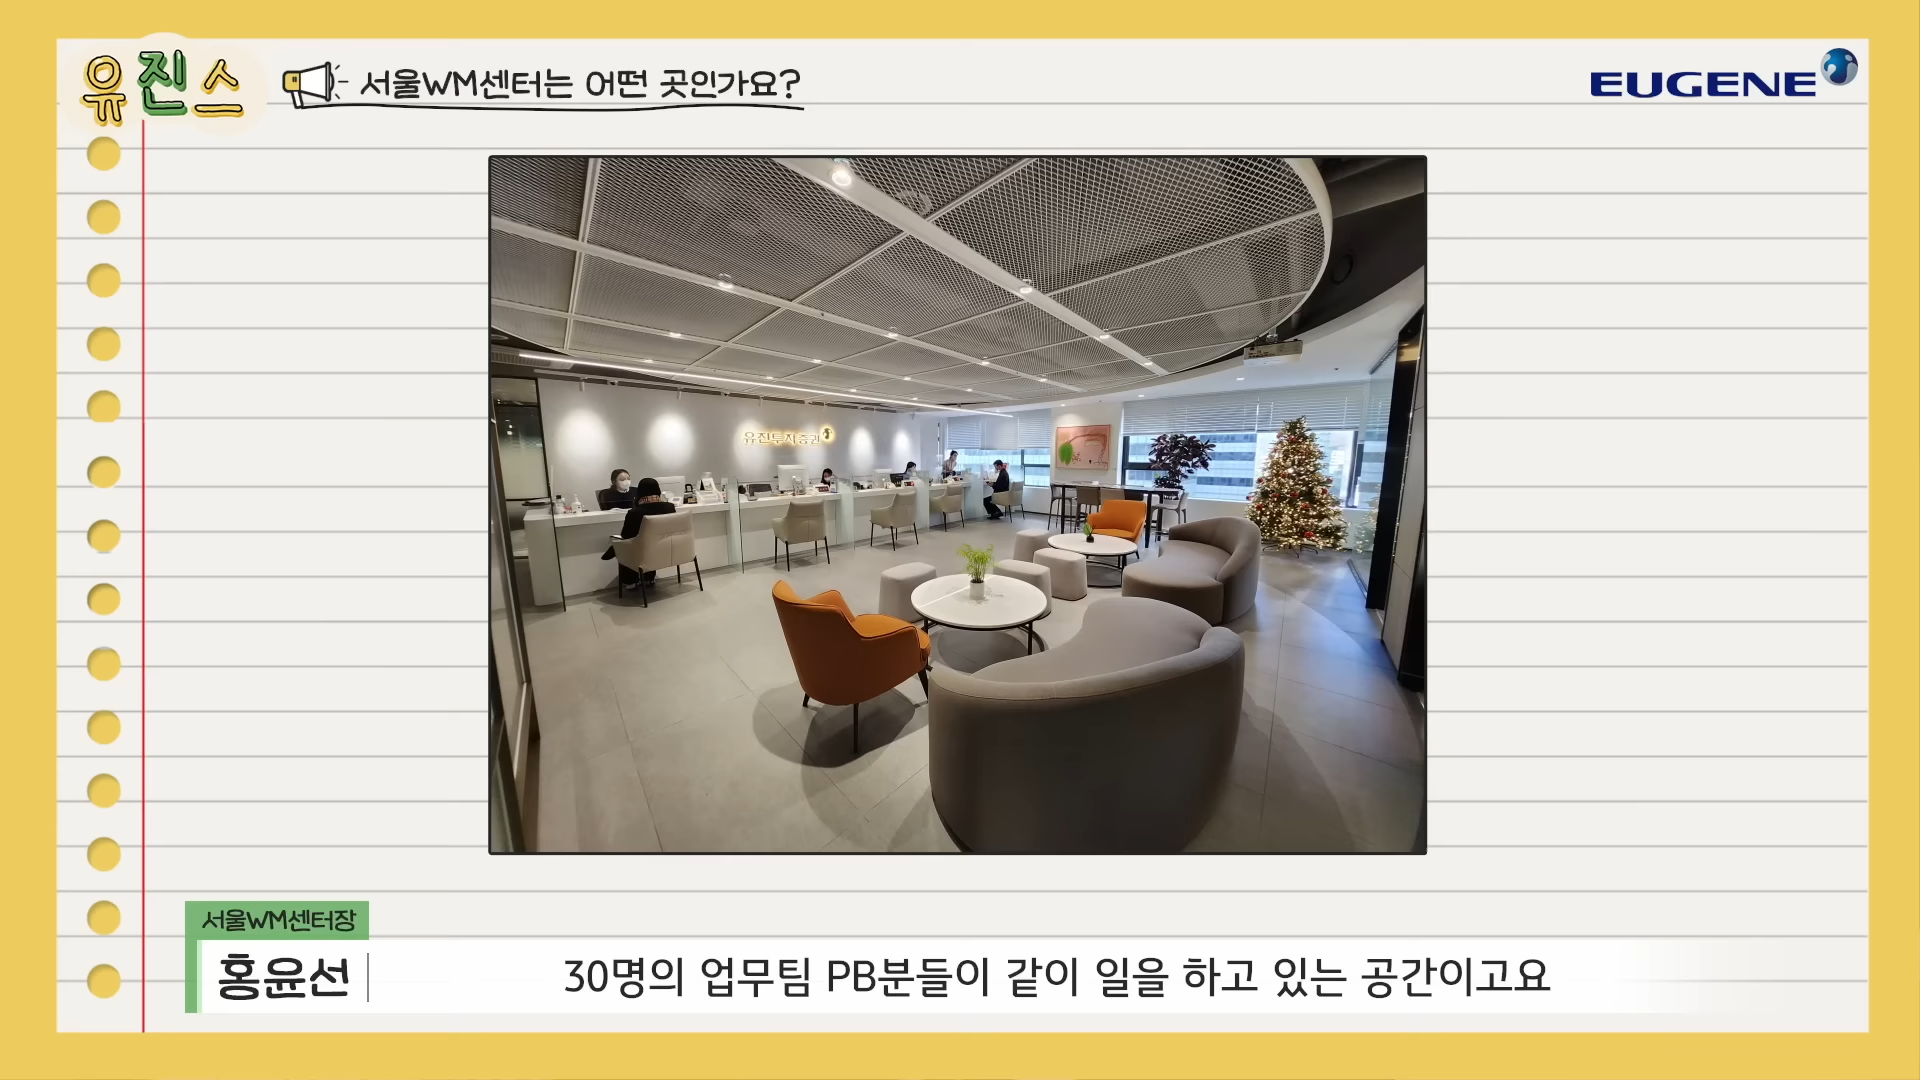 유진스
서울WM센터는 어떤 곳인가요?
EUGENE
유진투자증권
서울WM센터장
홍윤선
30명의 업무팀 PB분들이 같이 일을 하고 있는 공간이고요